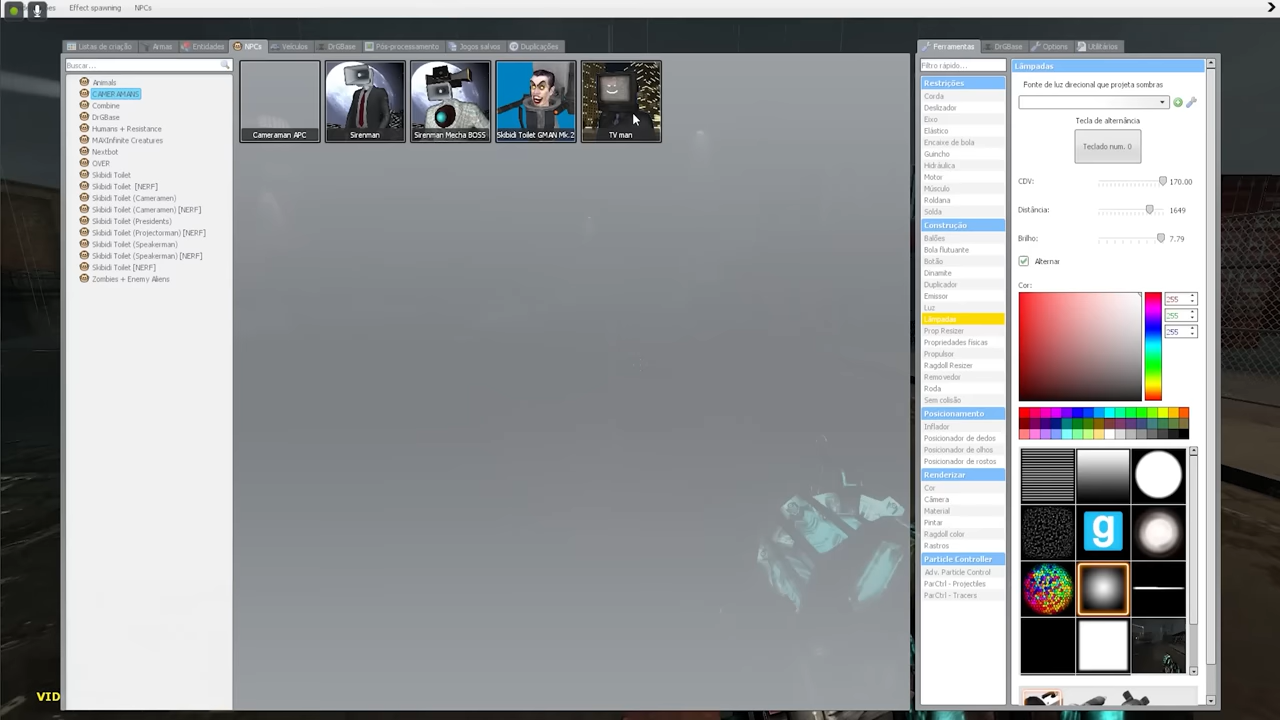 Effect spawning
NPCs
Listas de criação
Armas
Entidades
NPCs
Veículos
DrGBase
Pós-processamento
Jogos salvos
Duplicações
Buscar...
Animals
CAMERAMANS
Combine
DrGBase
Humans + Resistance
MAXInfinite Creatures
Nextbot
OVER
Skibidi Toilet
Skibidi Toilet [NERF]
Skibidi Toilet (Cameramen)
Skibidi Toilet (Cameramen) [NERF]
Skibidi Toilet (Presidents)
Skibidi Toilet (Projectorman) [NERF]
Skibidi Toilet (Speakerman)
Skibidi Toilet (Speakerman) [NERF]
Skibidi Toilet [NERF]
Zombies + Enemy Aliens
Cameraman APC
Sirenman
Sirenman Mecha BOSS
Skibidi Toilet GMAN Mk.2
TV man
VID
Ferramentas
DrGBase
Options
Utilitários
Filtro rápido...
Restrições
Corda
Deslizador
Eixo
Elástico
Encaixe de bola
Guincho
Hidráulica
Motor
Músculo
Roldana
Solda
Construção
Balões
Bola flutuante
Botão
Dinamite
Duplicador
Emissor
Luz
Lâmpadas
Prop Resizer
Propriedades físicas
Propulsor
Ragdoll Resizer
Removedor
Roda
Sem colisão
Posicionamento
Inflador
Posicionador de dedos
Posicionador de olhos
Posicionador de rostos
Renderizar
Cor
Câmera
Material
Pintar
Ragdoll color
Rastros
Particle Controller
Adv. Particle Control
ParCtrl - Projectiles
ParCtrl - Tracers
Lâmpadas
Fonte de luz direcional que projeta sombras
Tecla de alternância
Teclado num. 0
CDV: 170.00
Distância: 1649
Brilho: 7.79
Alternar
Cor:
255
255
255
g